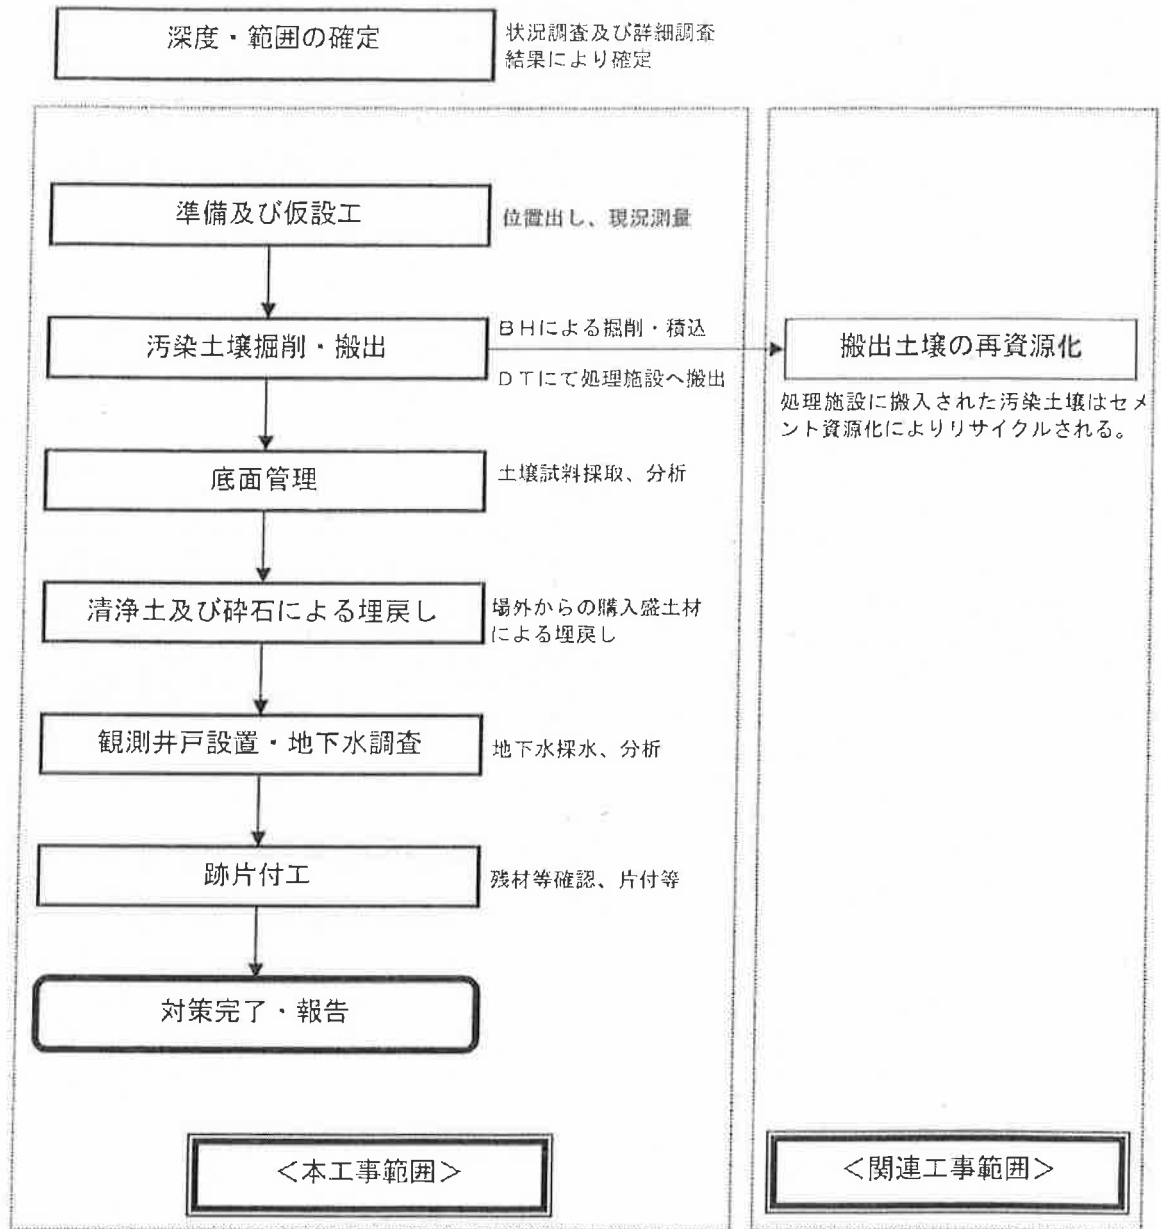 深度・範囲の確定
状況調査及び詳細調査
結果により確定
準備及び仮設工
位置出し、現況測量
汚染土壌掘削・搬出
ＢＨによる掘削・積込
ＤＴにて処理施設へ搬出
搬出土壌の再資源化
処理施設に搬入された汚染土壌はセメ
ント資源化によりリサイクルされる。
底面管理
土壌試料採取、分析
清浄土及び砕石による埋戻し
場外からの購入盛土材
による埋戻し
観測井戸設置・地下水調査
地下水採水、分析
跡片付工
残材等確認、片付等
対策完了・報告
＜本工事範囲＞
＜関連工事範囲＞